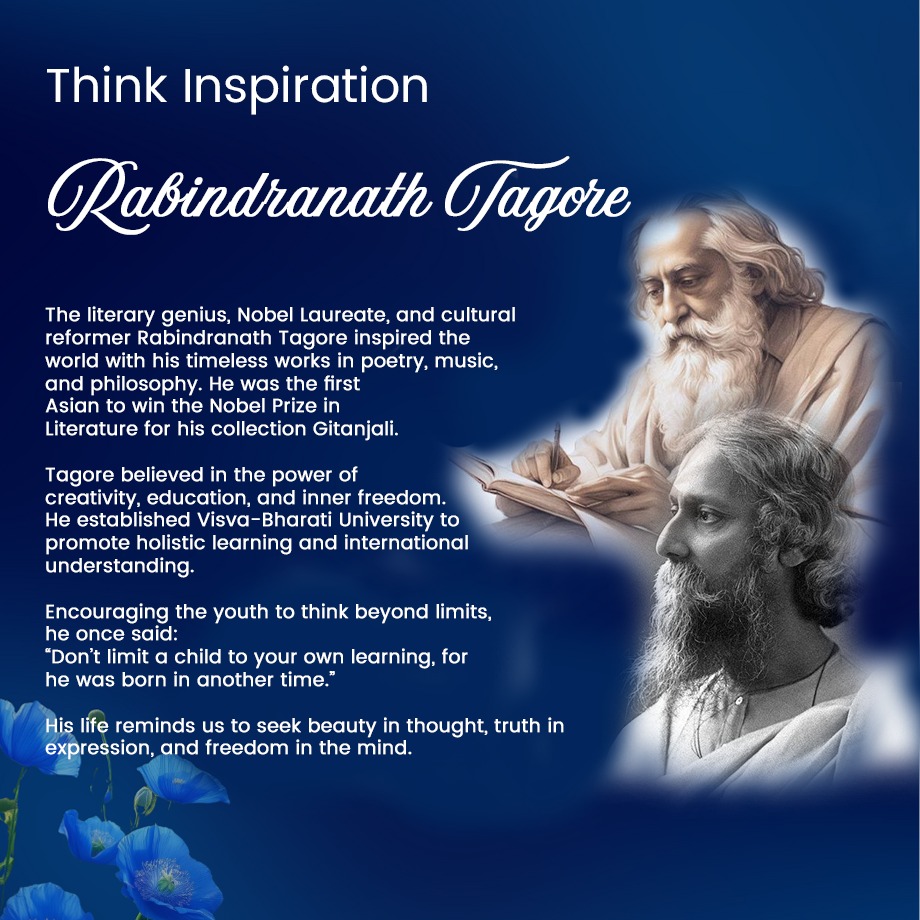 Think Inspiration
Rabindranath Tagore
The literary genius, Nobel Laureate, and cultural
reformer Rabindranath Tagore inspired the
world with his timeless works in poetry, music,
and philosophy. He was the first
Asian to win the Nobel Prize in
Literature for his collection Gitanjali.
Tagore believed in the power of
creativity, education, and inner freedom.
He established Visva-Bharati University to
promote holistic learning and international
understanding.
Encouraging the youth to think beyond limits,
he once said:
“Don’t limit a child to your own learning, for
he was born in another time.”
His life reminds us to seek beauty in thought, truth in
expression, and freedom in the mind.